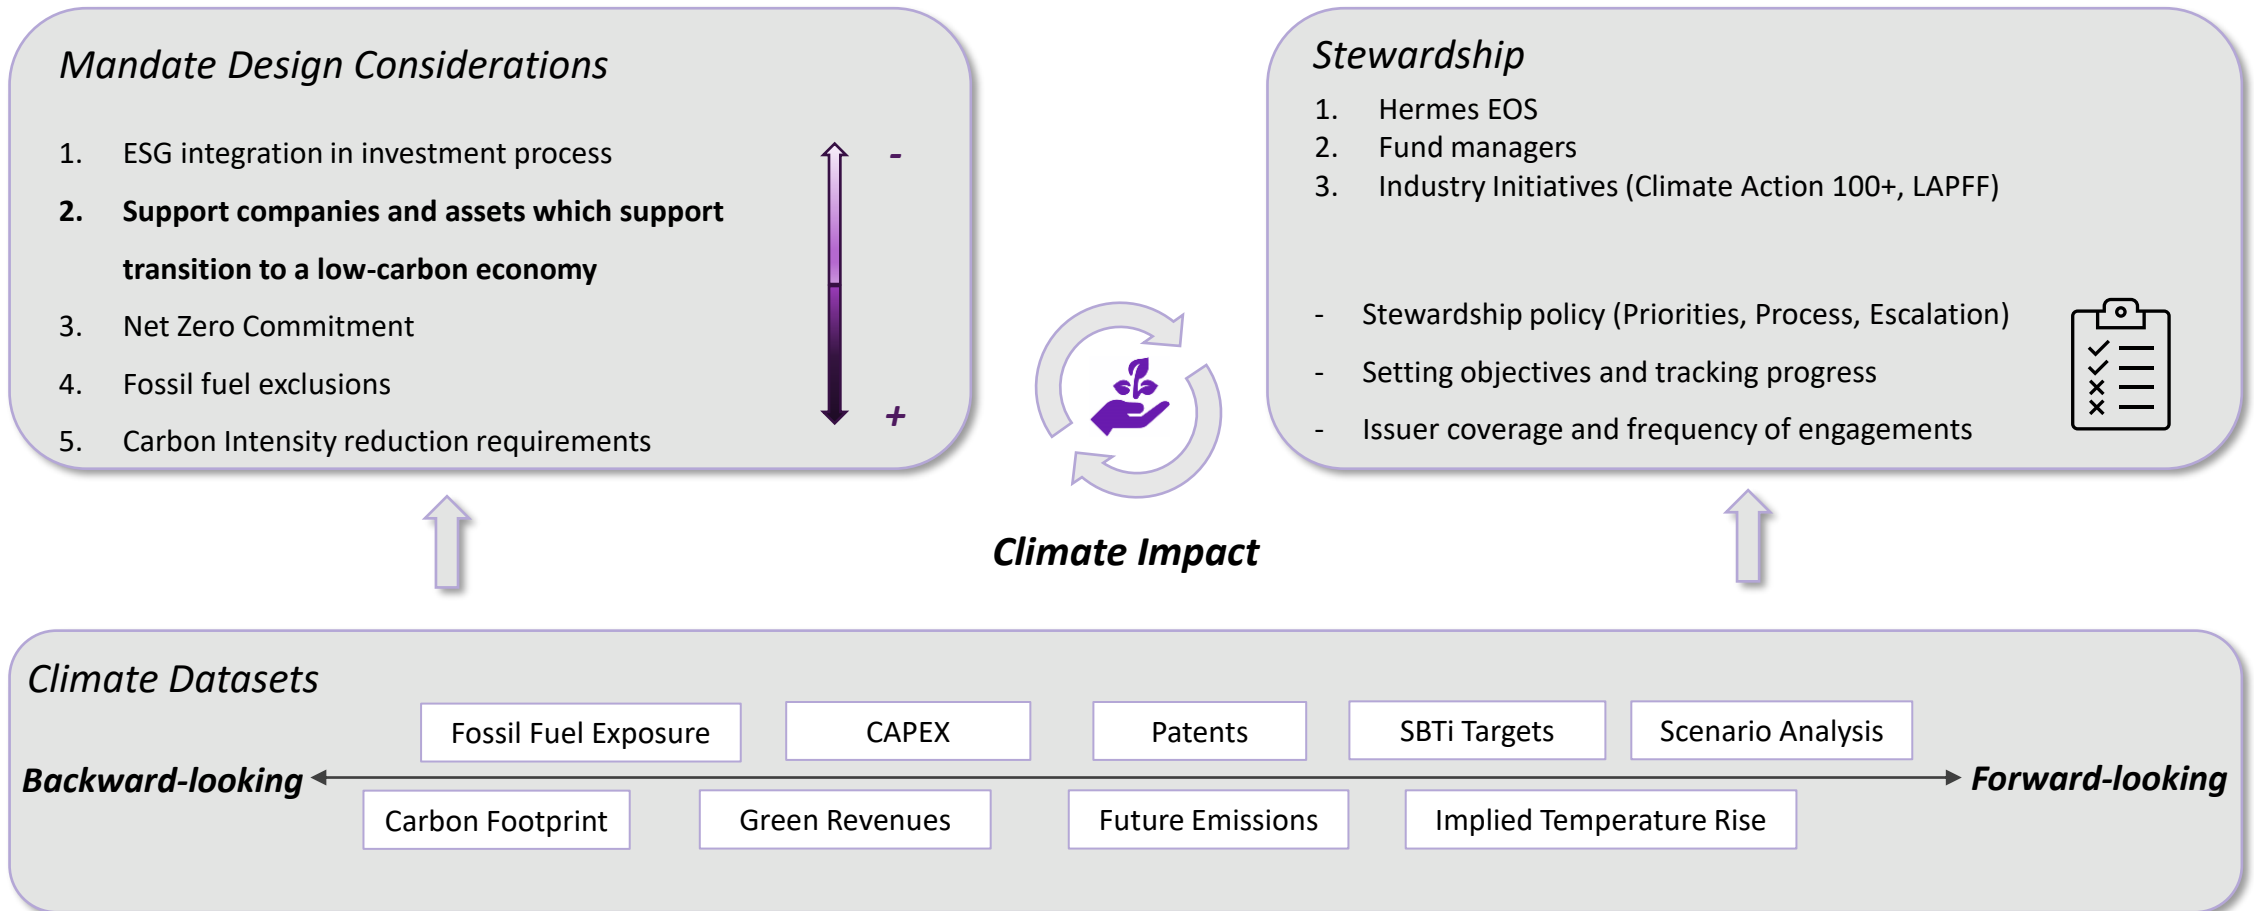 Mandate Design Considerations
1. ESG integration in investment process
2. Support companies and assets which support
transition to a low-carbon economy
3. Net Zero Commitment
4. Fossil fuel exclusions
5. Carbon Intensity reduction requirements
-
+
Stewardship
1. Hermes EOS
2. Fund managers
3. Industry Initiatives (Climate Action 100+, LAPFF)
- Stewardship policy (Priorities, Process, Escalation)
- Setting objectives and tracking progress
- Issuer coverage and frequency of engagements
Climate Impact
Climate Datasets
Fossil Fuel Exposure
CAPEX
Patents
SBTi Targets
Scenario Analysis
Backward-looking
Forward-looking
Carbon Footprint
Green Revenues
Future Emissions
Implied Temperature Rise